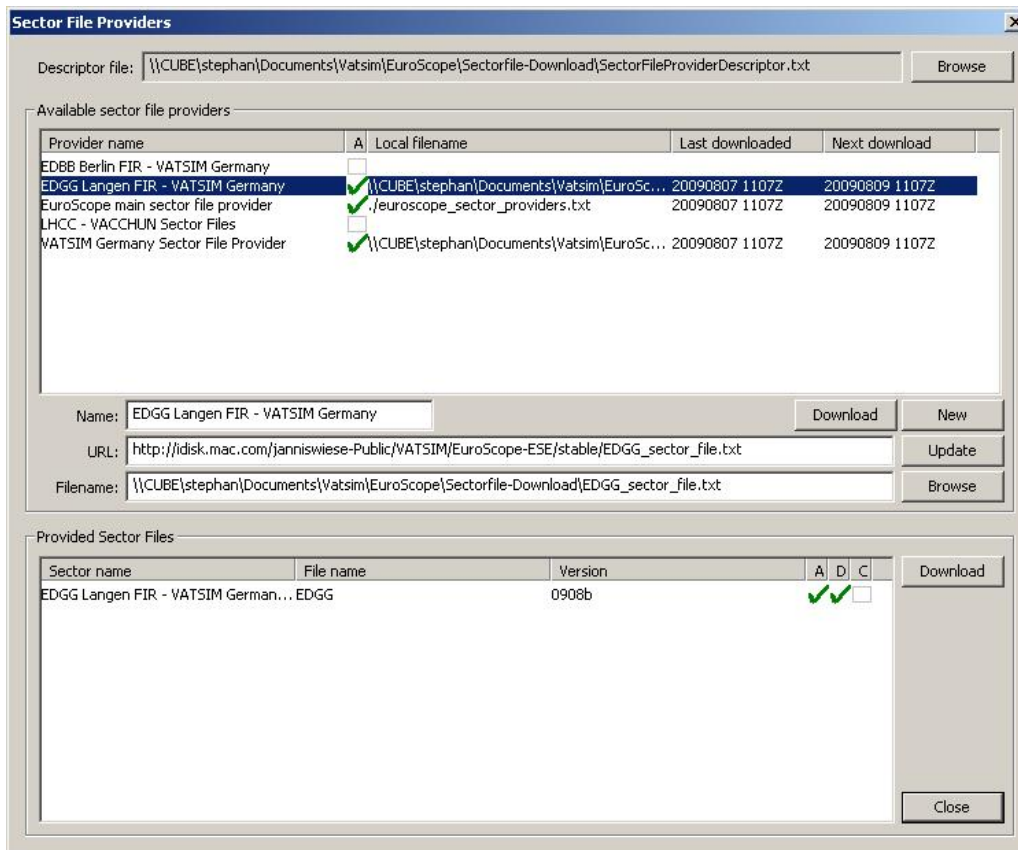 Sector File Providers
Descriptor file: \\CUBE\stephan\Documents\Vatsim\EuroScope\Sectorfile-Download\SectorFileProviderDescriptor.txt Browse
Available sector file providers
Provider name A Local filename Last downloaded Next download
EDBB Berlin FIR - VATSIM Germany
EDGG Langen FIR - VATSIM Germany \\CUBE\stephan\Documents\Vatsim\EuroSc... 20090807 1107Z 20090809 1107Z
EuroScope main sector file provider ./euroscope_sector_providers.txt 20090807 1107Z 20090809 1107Z
LHCC - VACCHUN Sector Files
VATSIM Germany Sector File Provider \\CUBE\stephan\Documents\Vatsim\EuroSc... 20090807 1107Z 20090809 1107Z
Name: EDGG Langen FIR - VATSIM Germany Download New
URL: http://idisk.mac.com/janniswiese-Public/VATSIM/EuroScope-ESE/stable/EDGG_sector_file.txt Update
Filename: \\CUBE\stephan\Documents\Vatsim\EuroScope\Sectorfile-Download\EDGG_sector_file.txt Browse
Provided Sector Files
Sector name File name Version A D C Download
EDGG Langen FIR - VATSIM German... EDGG 0908b
Close